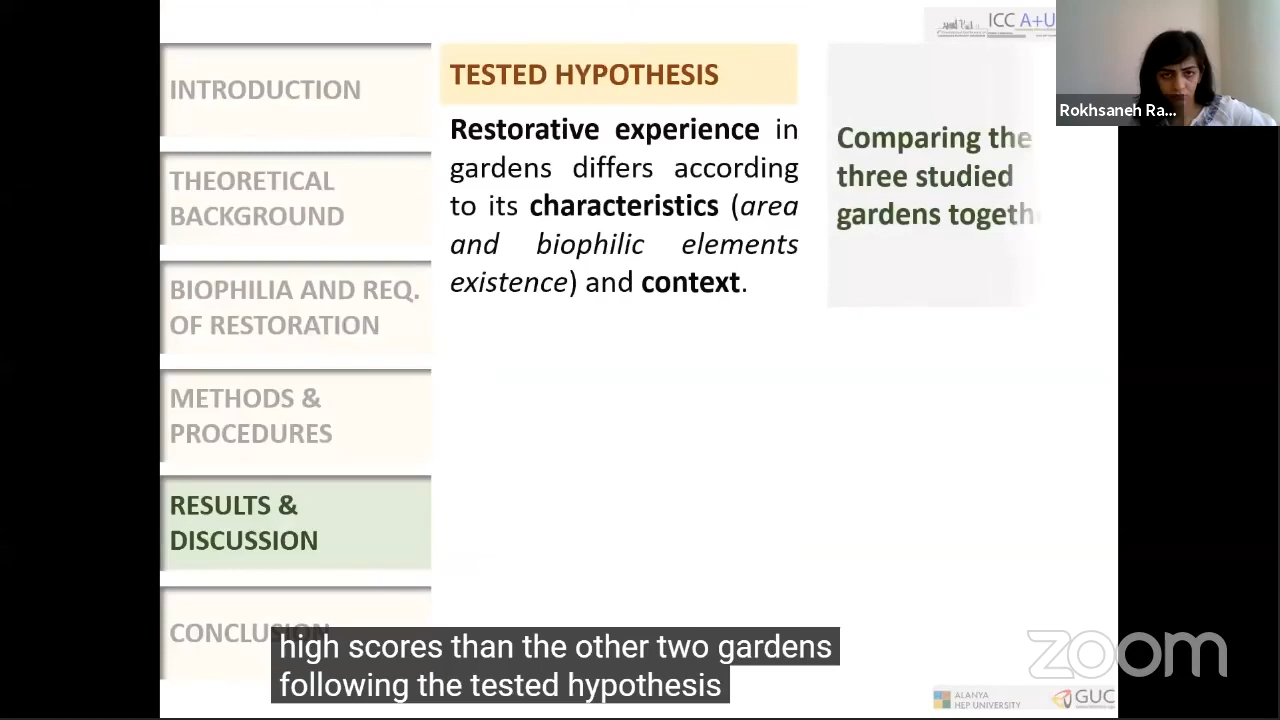 ICC A+U
INTRODUCTION
THEORETICAL
BACKGROUND
BIOPHILIA AND REQ.
OF RESTORATION
METHODS &
PROCEDURES
RESULTS &
DISCUSSION
TESTED HYPOTHESIS
Restorative experience in
gardens differs according
to its characteristics (area
and biophilic elements
existence) and context.
Comparing the
three studied
gardens togeth
Rokhsaneh Ra...
CONCLUSION
high scores than the other two gardens
following the tested hypothesis
zoom
ALANYA
HEP UNIVERSITY
GUC